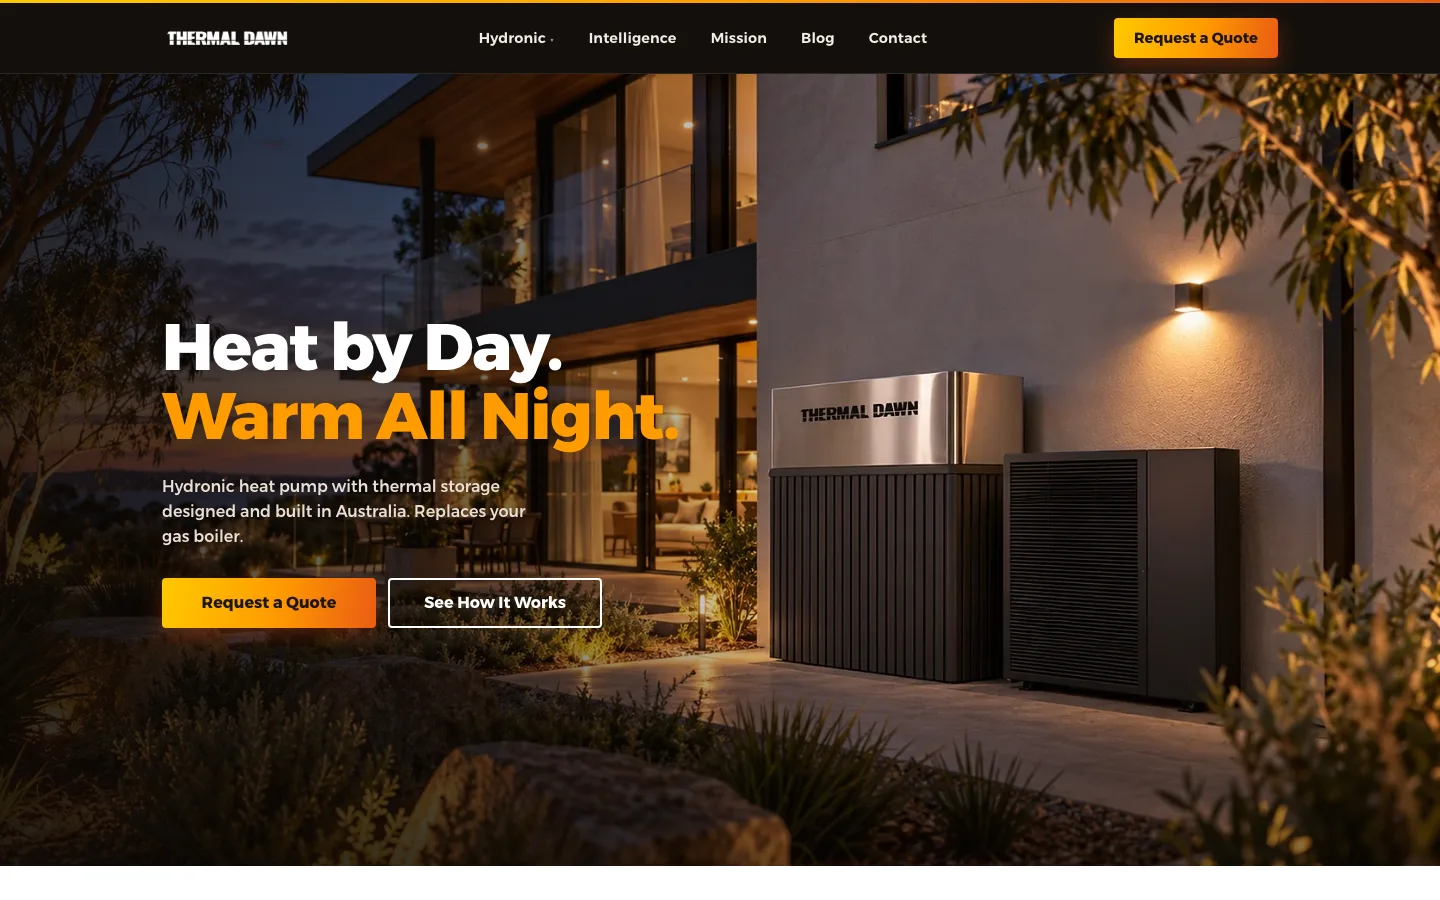 THERMAL DAWN
Hydronic
Intelligence
Mission
Blog
Contact
Request a Quote
Heat by Day.
Warm All Night.
Hydronic heat pump with thermal storage
designed and built in Australia. Replaces your
gas boiler.
Request a Quote
See How It Works
THERMAL DAWN